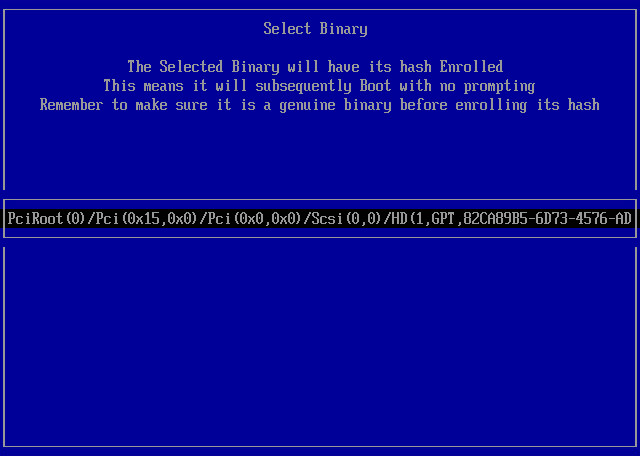 Select Binary
The Selected Binary will have its hash Enrolled
This means it will subsequently Boot with no prompting
Remember to make sure it is a genuine binary before enrolling its hash
PciRoot(0)/Pci(0x15,0x0)/Pci(0x0,0x0)/Scsi(0,0)/HD(1,GPT,82CA89B5-6D73-4576-AD